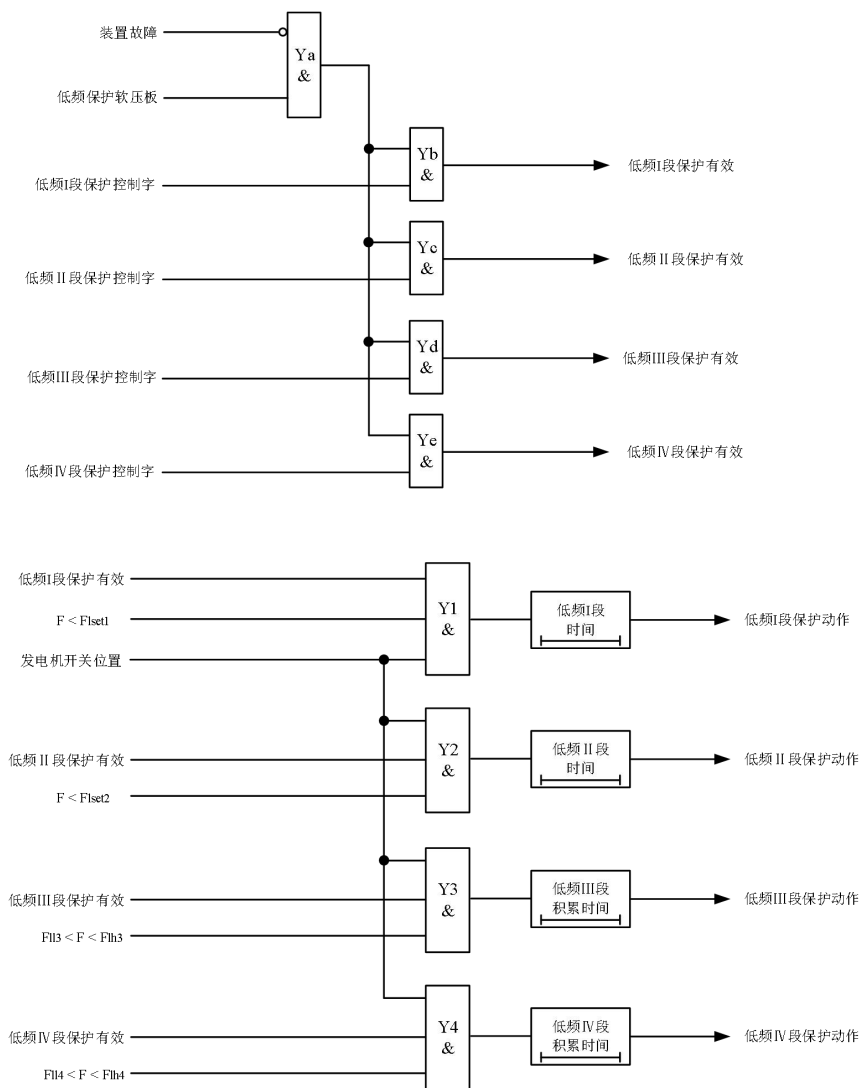 装置故障
Ya
&
低频保护软压板
Yb
&
低频I段保护有效
低频I段保护控制字
Yc
&
低频II段保护有效
低频II段保护控制字
Yd
&
低频III段保护有效
低频III段保护控制字
Ye
&
低频IV段保护有效
低频IV段保护控制字
低频I段保护有效
F < Flset1
发电机开关位置
Y1
&
低频I段
时间
低频I段保护动作
低频II段保护有效
F < Flset2
Y2
&
低频II段
时间
低频II段保护动作
低频III段保护有效
Fll3 < F < Flh3
Y3
&
低频III段
积累时间
低频III段保护动作
低频IV段保护有效
Fll4 < F < Flh4
Y4
&
低频IV段
积累时间
低频IV段保护动作